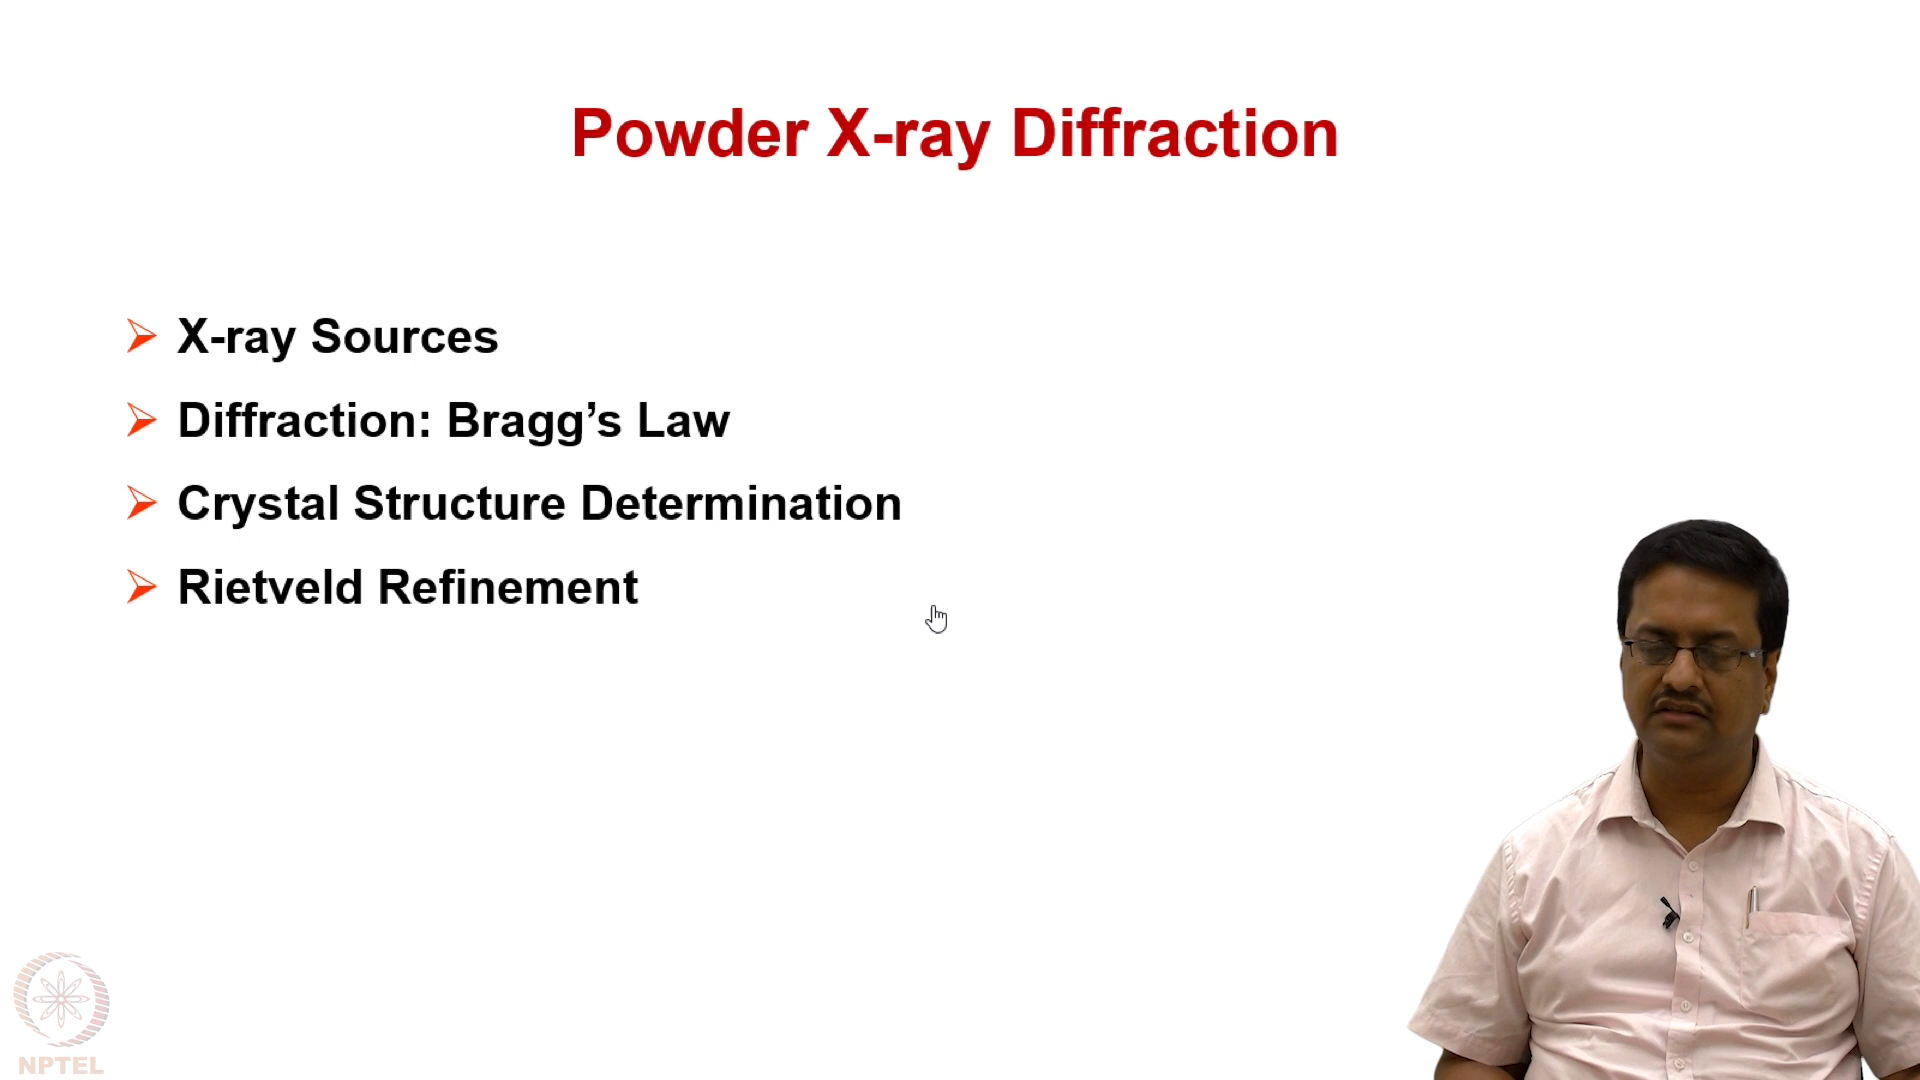 Powder X-ray Diffraction
X-ray Sources
Diffraction: Bragg’s Law
Crystal Structure Determination
Rietveld Refinement
NPTEL